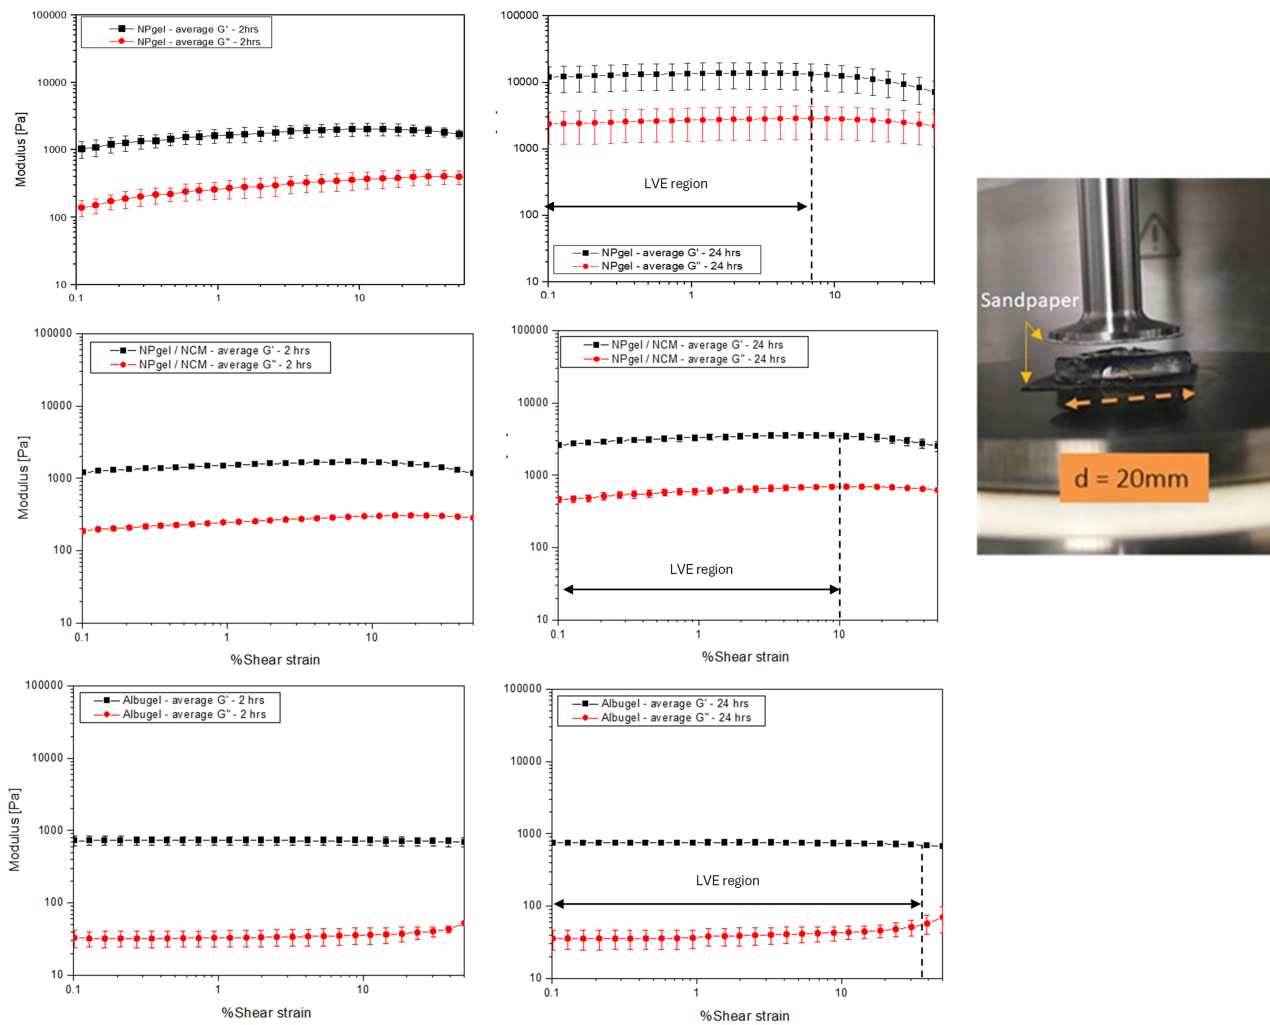 NPgel - average G' - 2hrs
NPgel - average G'' - 2hrs
100000
10000
1000
100
10
Modulus [Pa]
0.1
1
10
NPgel - average G' - 24 hrs
NPgel - average G'' - 24 hrs
LVE region
100000
10000
1000
100
10
0.1
1
10
Sandpaper
d = 20mm
NPgel / NCM - average G' - 2 hrs
NPgel / NCM - average G'' - 2 hrs
100000
10000
1000
100
10
Modulus [Pa]
0.1
1
10
%Shear strain
NPgel / NCM - average G' - 24 hrs
NPgel / NCM - average G'' - 24 hrs
LVE region
100000
10000
1000
100
10
0.1
1
10
%Shear strain
Albugel - average G' - 2 hrs
Albugel - average G'' - 2 hrs
100000
10000
1000
100
10
Modulus [Pa]
0.1
1
10
%Shear strain
Albugel - average G' - 24 hrs
Albugel - average G'' - 24 hrs
LVE region
100000
10000
1000
100
10
0.1
1
10
%Shear strain